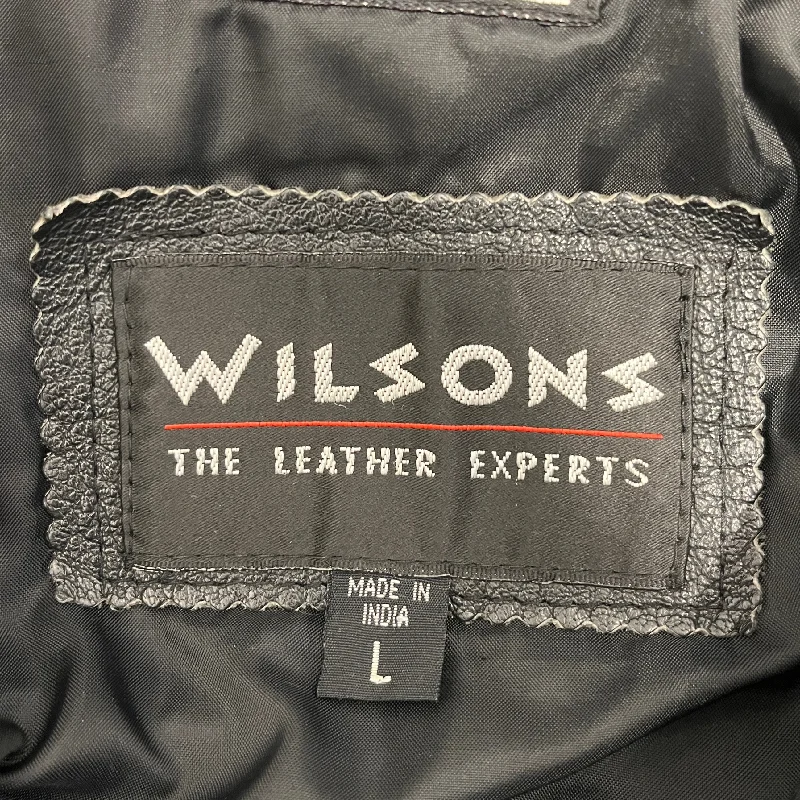 WILSONS
THE LEATHER EXPERTS
MADE IN
INDIA
L